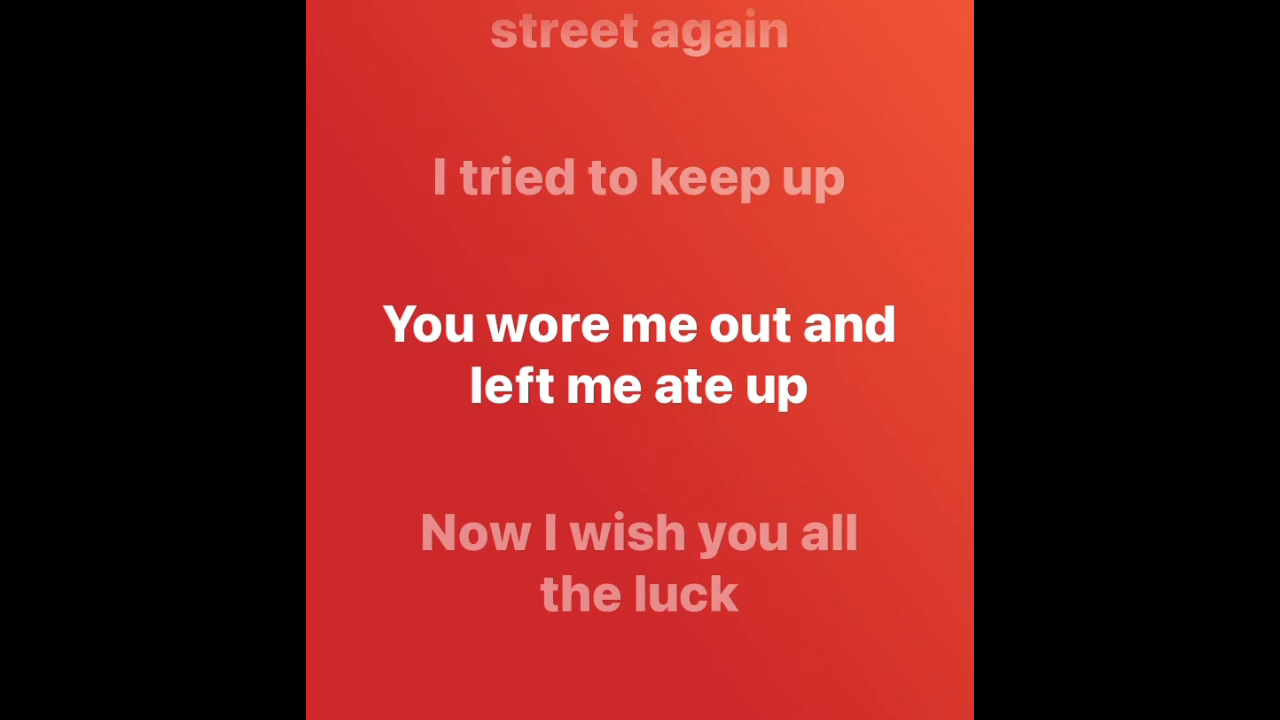 street again
I tried to keep up
You wore me out and
left me ate up
Now I wish you all
the luck